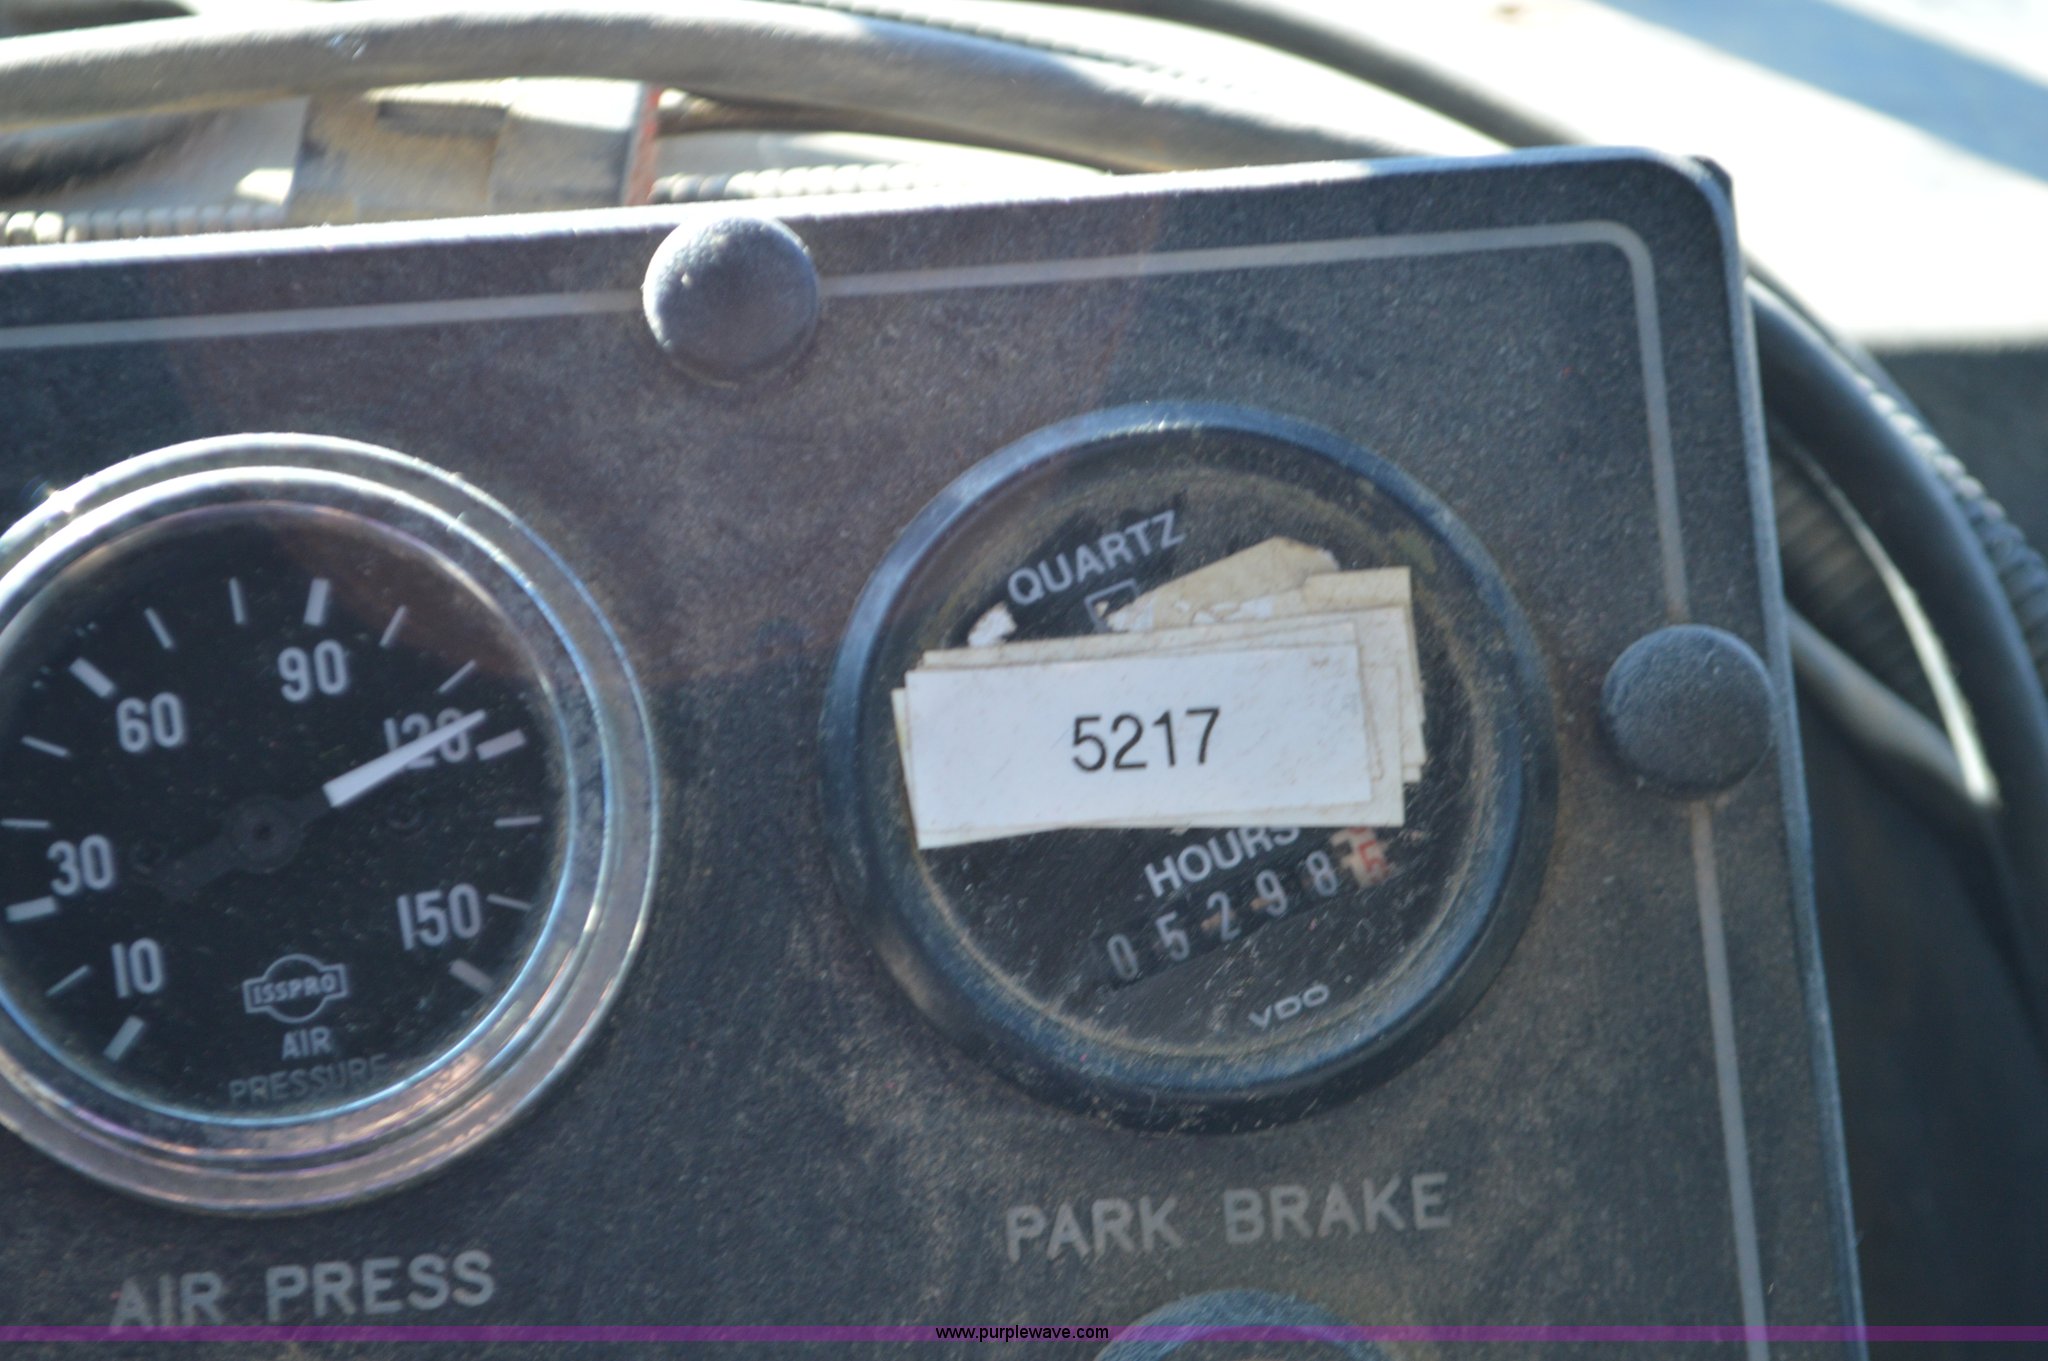 90
60
120
30
150
10
ISSPRO
AIR
PRESSURE
AIR PRESS
QUARTZ
5217
HOURS
05298
VDO
PARK BRAKE
www.purplewave.com